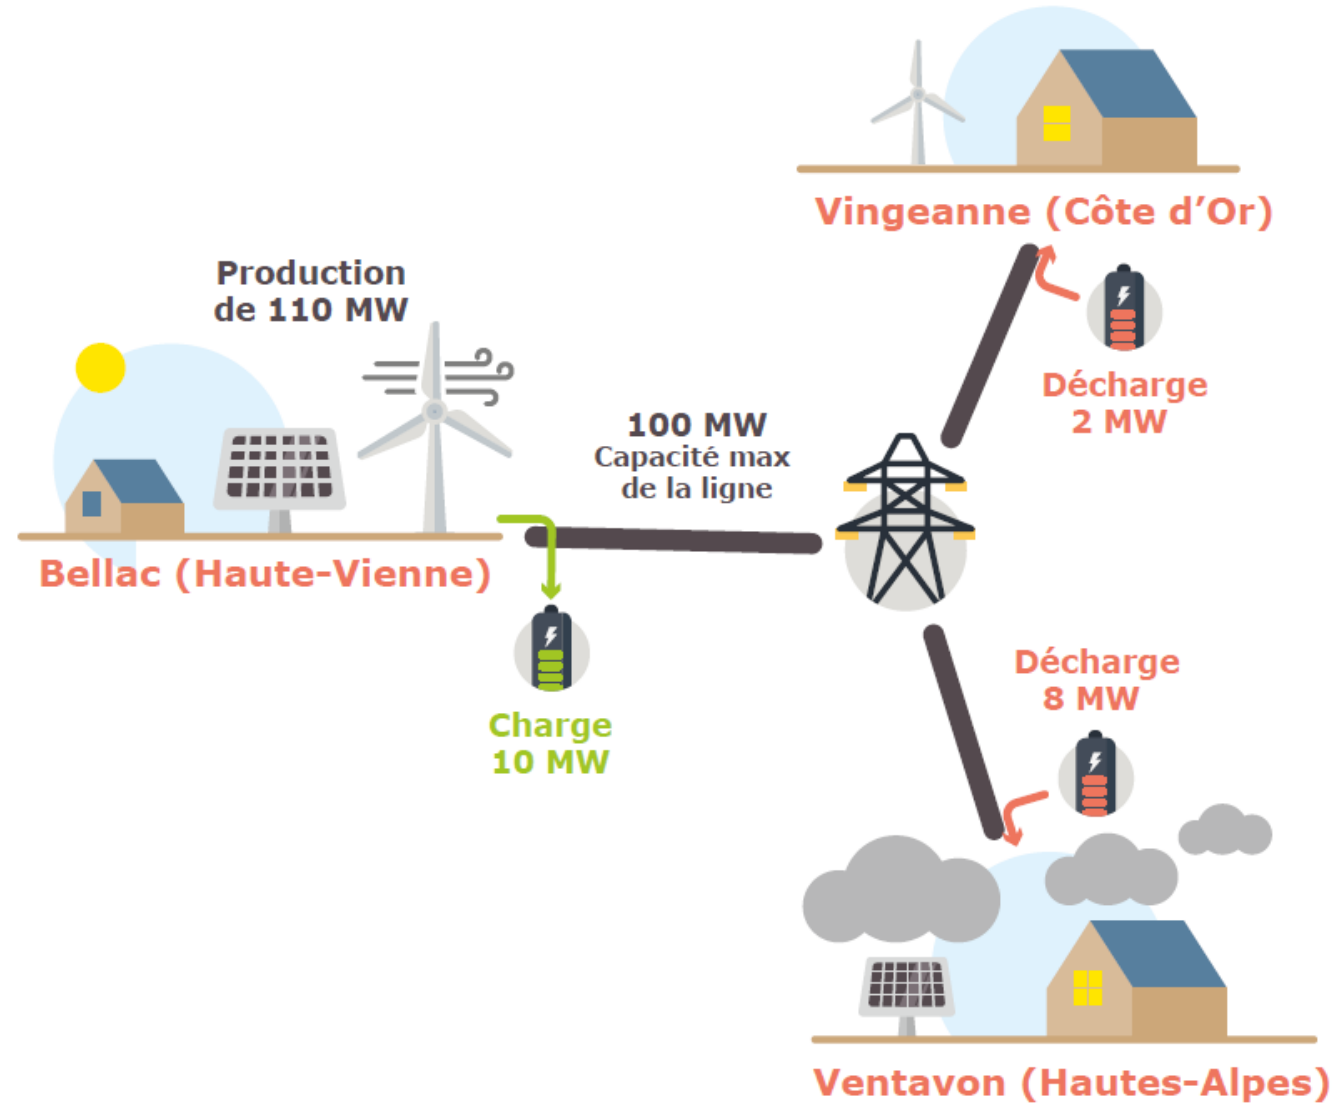 Vingeanne (Côte d'Or)
Production
de 110 MW
Décharge
2 MW
100 MW
Capacité max
de la ligne
Bellac (Haute-Vienne)
Charge
10 MW
Décharge
8 MW
Ventavon (Hautes-Alpes)